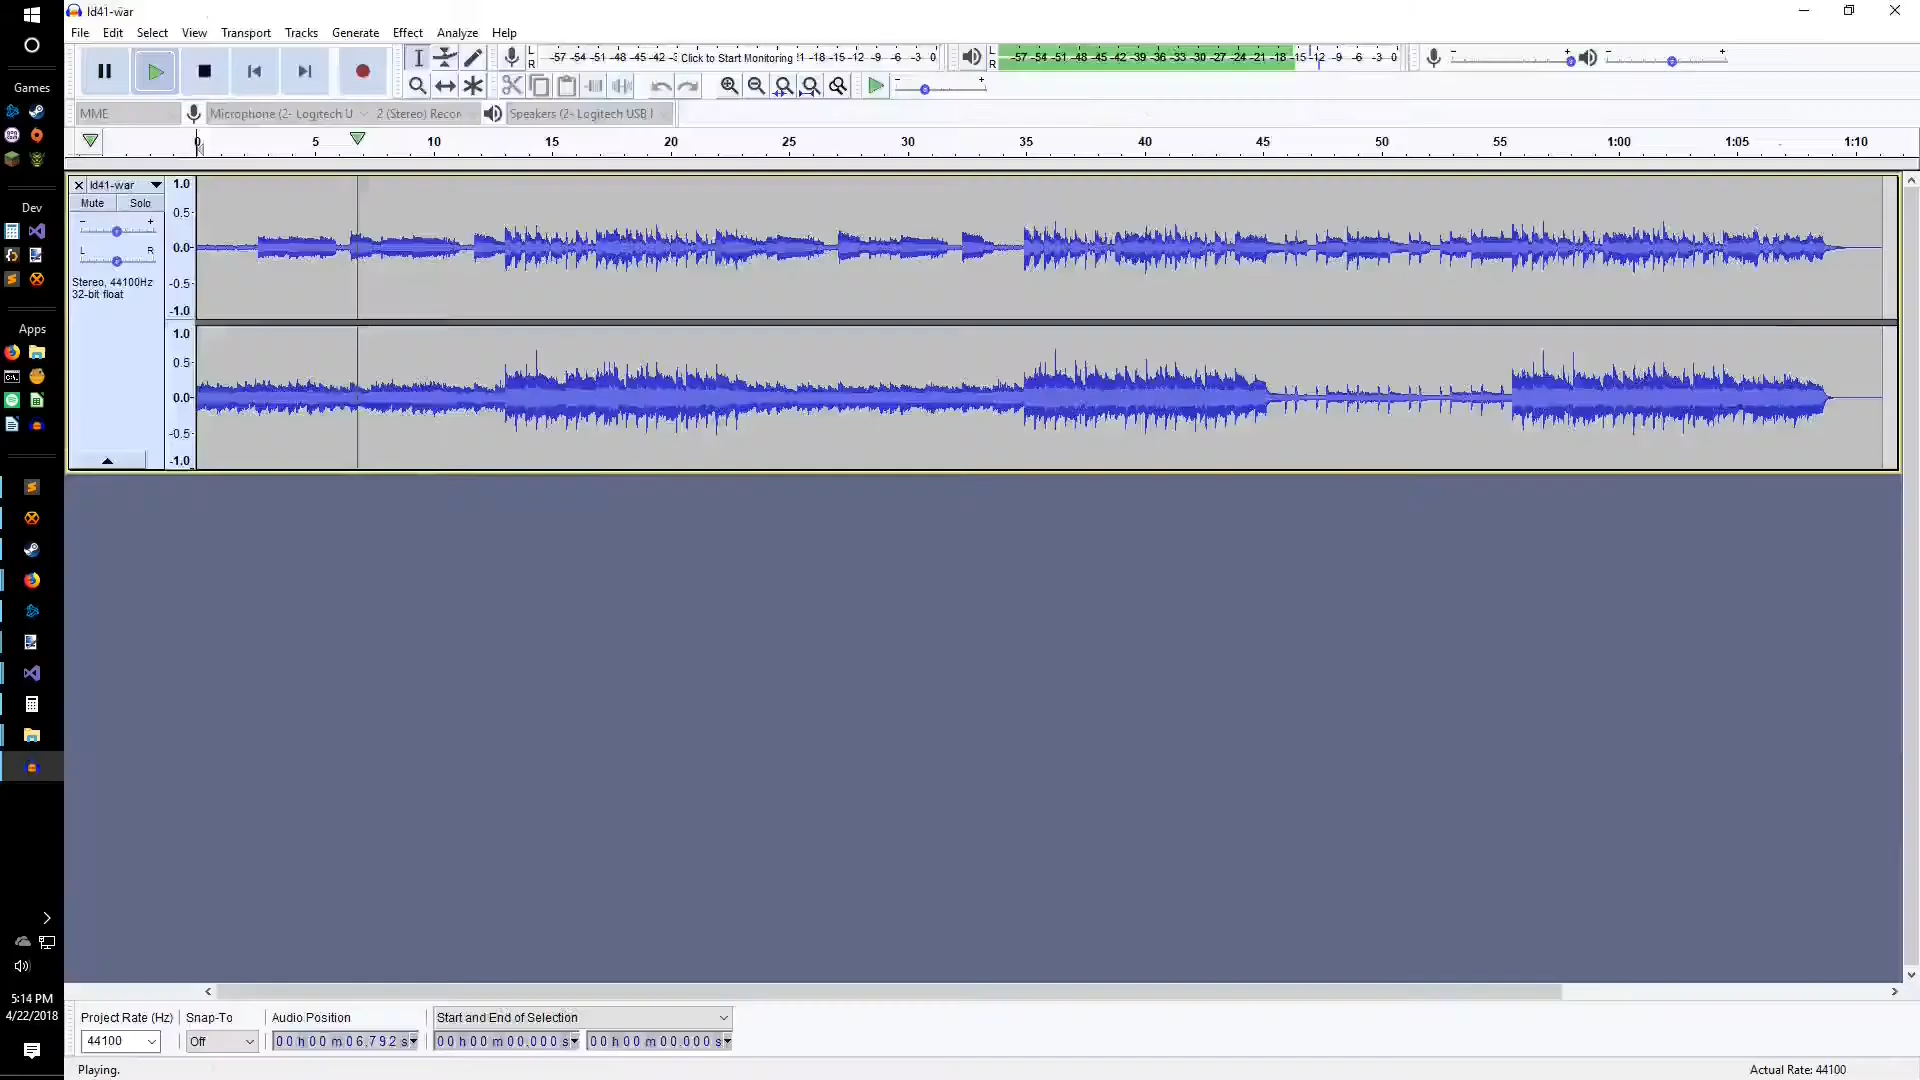 ld41-war
File Edit Select View Transport Tracks Generate Effect Analyze Help
L
R
-57 -54 -51 -48 -45 -42 -3 Click to Start Monitoring !1 -18 -15 -12 -9 -6 -3 0
L
R
-57 -54 -51 -48 -45 -42 -39 -36 -33 -30 -27 -24 -21 -18 -15 -12 -9 -6 -3 0
MME Microphone (2- Logitech U 2 (Stereo) Recor Speakers (2- Logitech USB
0 5 10 15 20 25 30 35 40 45 50 55 1:00 1:05 1:10
ld41-war
Mute Solo
- +
L R
Stereo, 44100Hz
32-bit float
1.0
0.5
0.0
-0.5
-1.0
1.0
0.5
0.0
-0.5
-1.0
Games
Dev
Apps
5:14 PM
4/22/2018
Project Rate (Hz) Snap-To Audio Position Start and End of Selection
44100 Off 00 h 00 m 06.792 s 00 h 00 m 00.000 s 00 h 00 m 00.000 s
Playing. Actual Rate: 44100